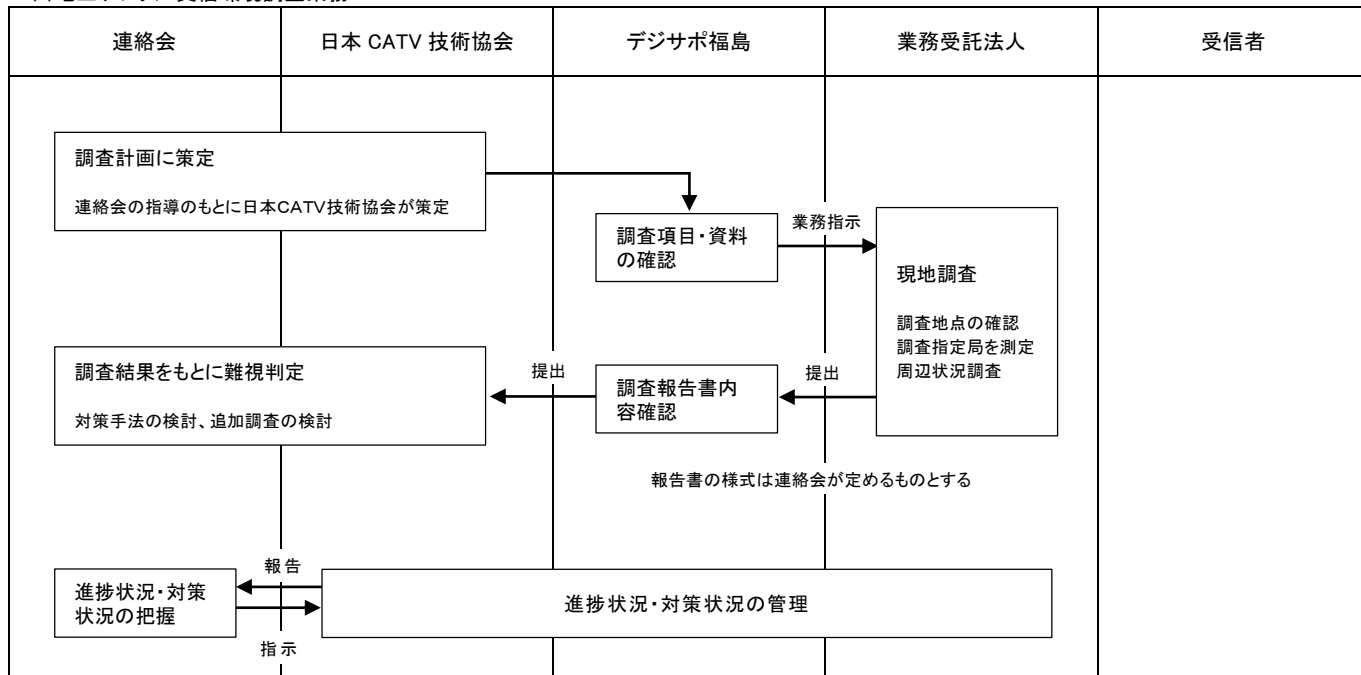 連絡会
日本 CATV 技術協会
デジサポ福島
業務受託法人
受信者
調査計画に策定
連絡会の指導のもとに日本CATV技術協会が策定
調査項目・資料
の確認
業務指示
現地調査
調査地点の確認
調査指定局を測定
周辺状況調査
調査結果をもとに難視判定
対策手法の検討、追加調査の検討
提出
調査報告書内
容確認
提出
報告書の様式は連絡会が定めるものとする
報告
進捗状況・対策
状況の把握
進捗状況・対策状況の管理
指示